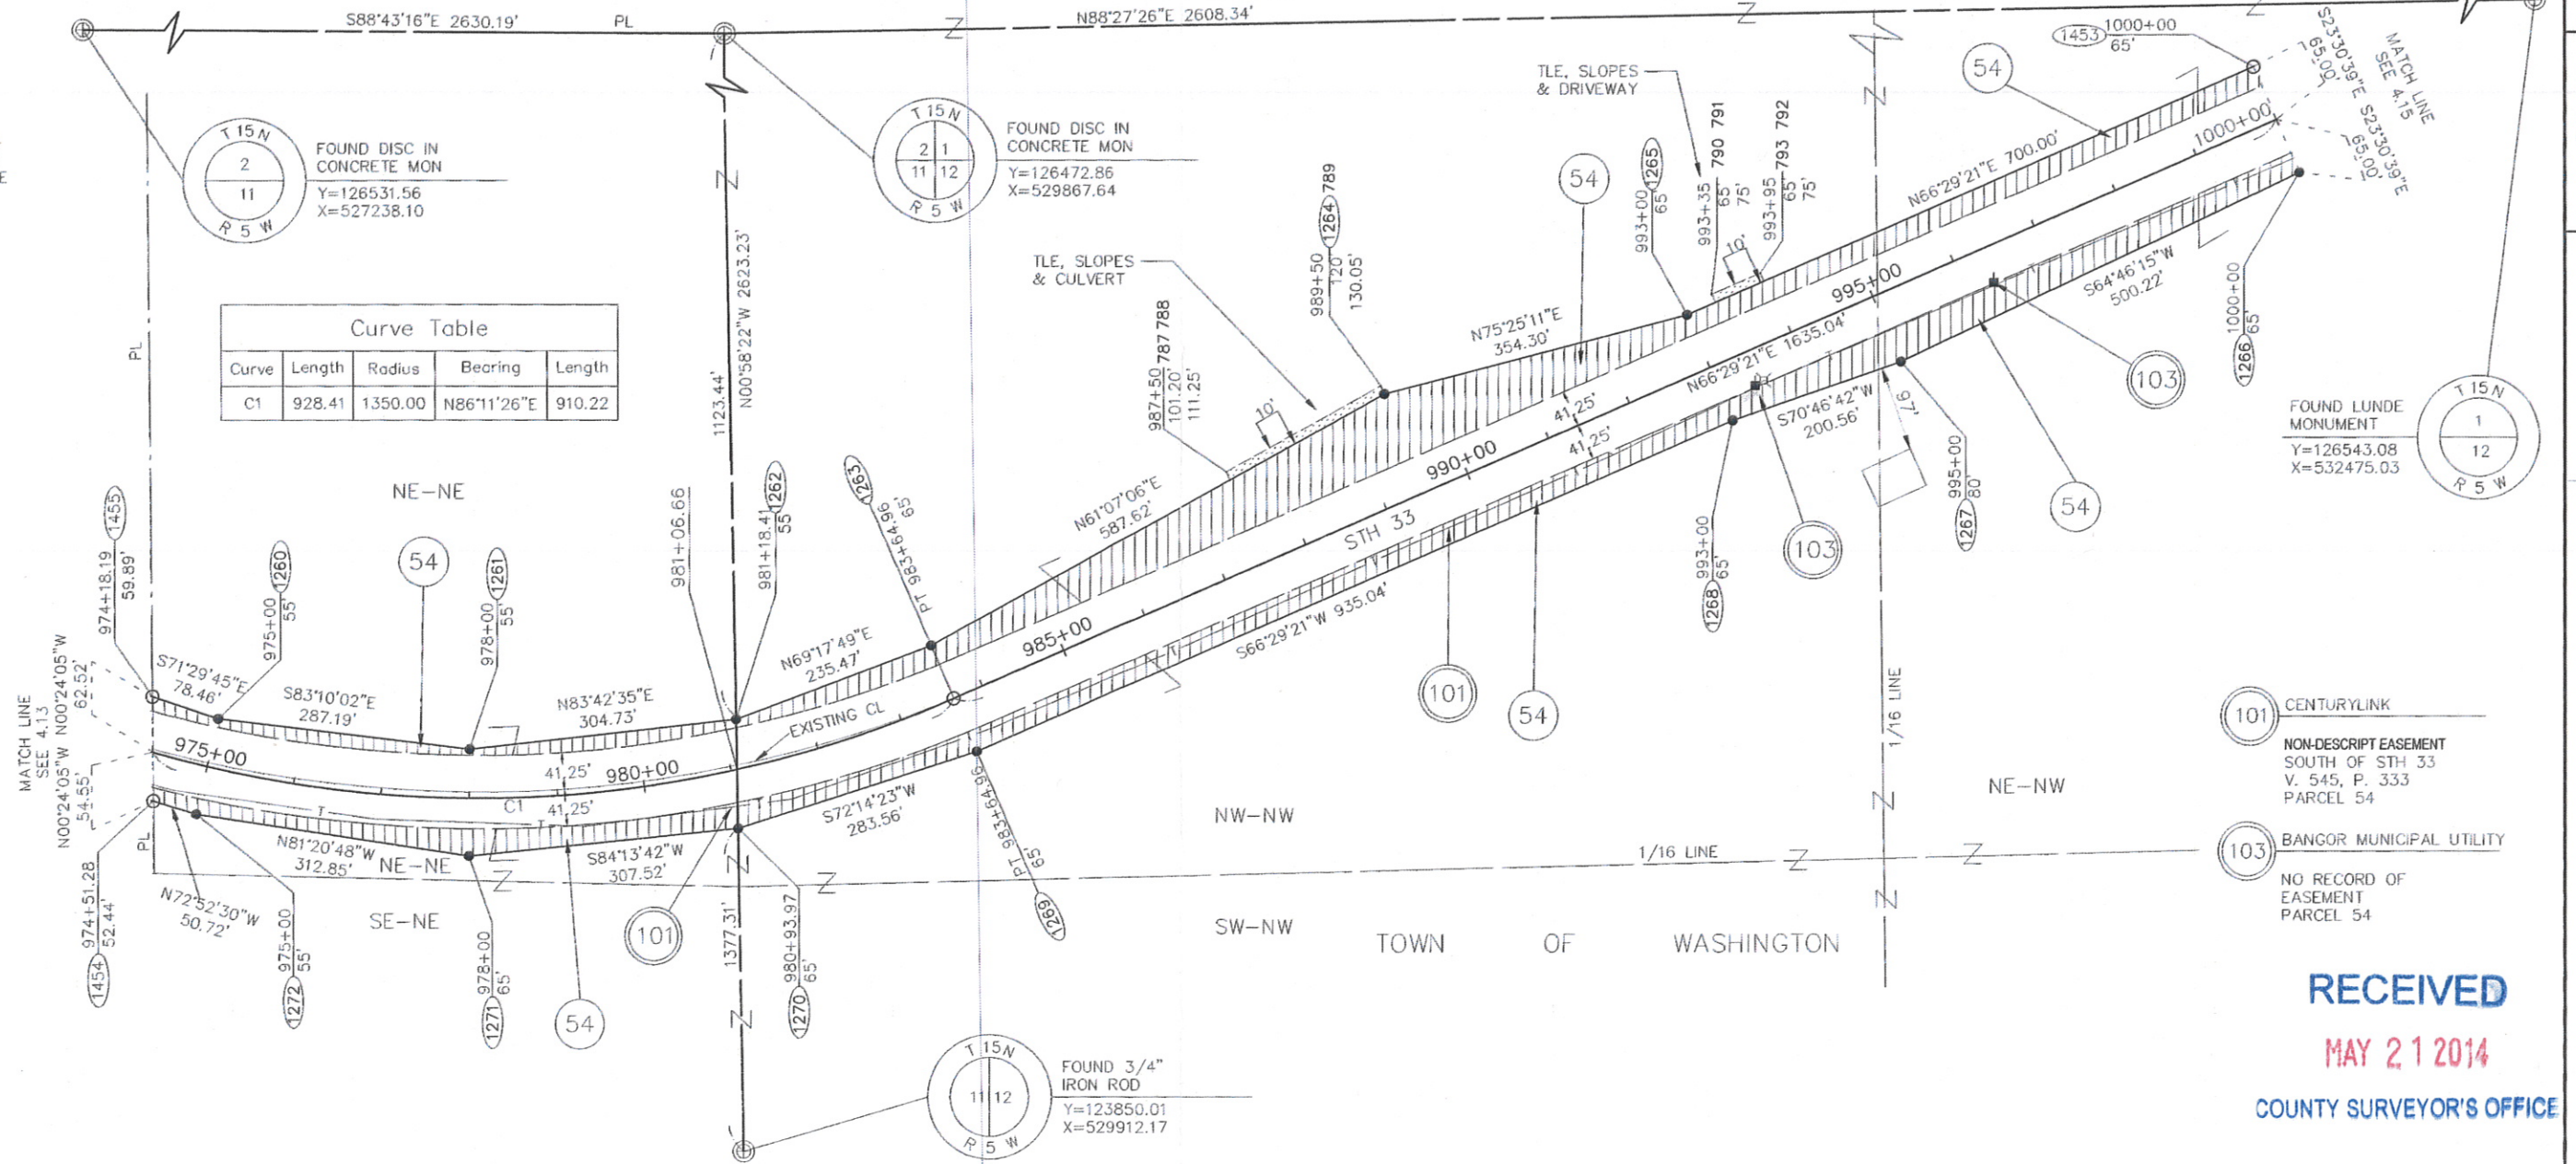 S88°43'16"E 2630.19'
PL
N88°27'26"E 2608.34'
1453
1000+00
65'
54
S23°30'39"E
65.00'
S23°30'39"E
65.00'
MATCH LINE
SEE 4.15
T 15 N
2
11
R 5 W
FOUND DISC IN
CONCRETE MON
Y=126531.56
X=527238.10
T 15 N
2 1
11 12
R 5 W
FOUND DISC IN
CONCRETE MON
Y=126472.86
X=529867.64
TLE, SLOPES
& DRIVEWAY
993+00
65'
1265
993+35
65'
75'
790 791
993+95
65'
75'
793 792
10'
N66°29'21"E 700.00'
1000+00
Curve Table
Curve Length Radius Bearing Length
C1 928.41 1350.00 N86°11'26"E 910.22
PL
1123.44'
N00°58'22"W 2623.23'
TLE, SLOPES
& CULVERT
987+50
101.20'
111.25'
787 788
10'
989+50
120'
130.05'
1264
789
54
N75°25'11"E
354.30'
N61°07'06"E
587.62'
41.25'
41.25'
990+00
N66°29'21"E 1635.04'
995+00
S70°46'42"W
200.56'
97'
S64°46'15"W
500.22'
103
1000+00
65'
1266
FOUND LUNDE
MONUMENT
Y=126543.08
X=532475.03
T 15 N
1
12
R 5 W
NE-NE
1455
974+18.19
59.89'
975+00
55'
1260
54
978+00
55'
1261
981+06.66
981+18.41
55'
1262
1263
PT 983+64.96
65'
MATCH LINE
SEE 4.13
N00°24'05"W
62.52'
N00°24'05"W
54.55'
S71°29'45"E
78.46'
S83°10'02"E
287.19'
N83°42'35"E
304.73'
N69°17'49"E
235.47'
EXISTING CL
975+00
980+00
985+00
STH 33
41.25'
41.25'
C1
T
T
T
T
T
PL
N81°20'48"W
312.85'
NE-NE
S84°13'42"W
307.52'
S72°14'23"W
283.56'
S66°29'21"W 935.04'
101
54
103
993+00
65'
1268
995+00
80'
1267
54
N72°52'30"W
50.72'
SE-NE
1454
974+51.28
52.44'
975+00
55'
1272
978+00
65'
1271
54
101
1377.31'
980+93.97
65'
1270
PT 983+64.96
65'
1269
NW-NW
1/16 LINE
1/16 LINE
NE-NW
SW-NW
TOWN OF WASHINGTON
101
CENTURYLINK
NON-DESCRIPT EASEMENT
SOUTH OF STH 33
V. 545, P. 333
PARCEL 54
103
BANGOR MUNICIPAL UTILITY
NO RECORD OF
EASEMENT
PARCEL 54
T 15N
11 12
R 5 W
FOUND 3/4"
IRON ROD
Y=123850.01
X=529912.17
RECEIVED
MAY 21 2014
COUNTY SURVEYOR'S OFFICE